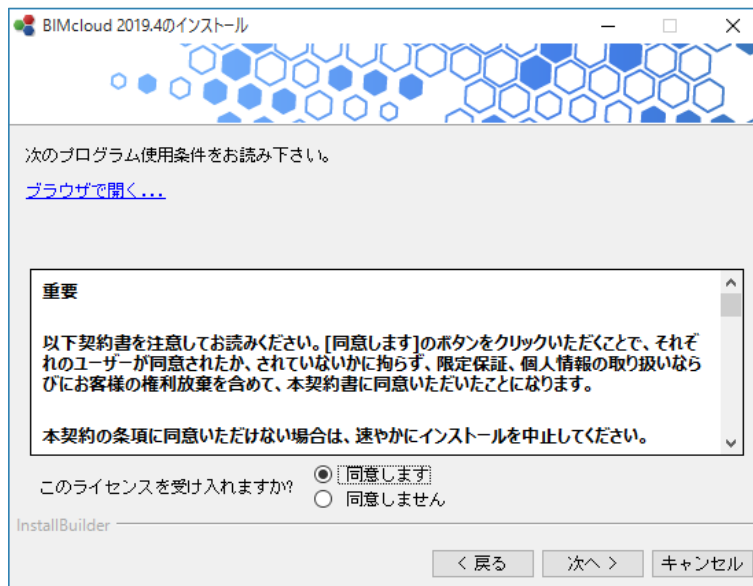 BIMcloud 2019.4のインストール
次のプログラム使用条件をお読み下さい。
ブラウザで開く...
重要
以下契約書を注意してお読みください。[同意します]のボタンをクリックいただくことで、それぞ
れのユーザーが同意されたか、されていないかに拘らず、限定保証、個人情報の取り扱いなら
びにお客様の権利放棄を含めて、本契約書に同意いただいたことになります。
本契約の条項に同意いただけない場合は、速やかにインストールを中止してください。
このライセンスを受け入れますか?
同意します
同意しません
InstallBuilder
< 戻る
次へ >
キャンセル